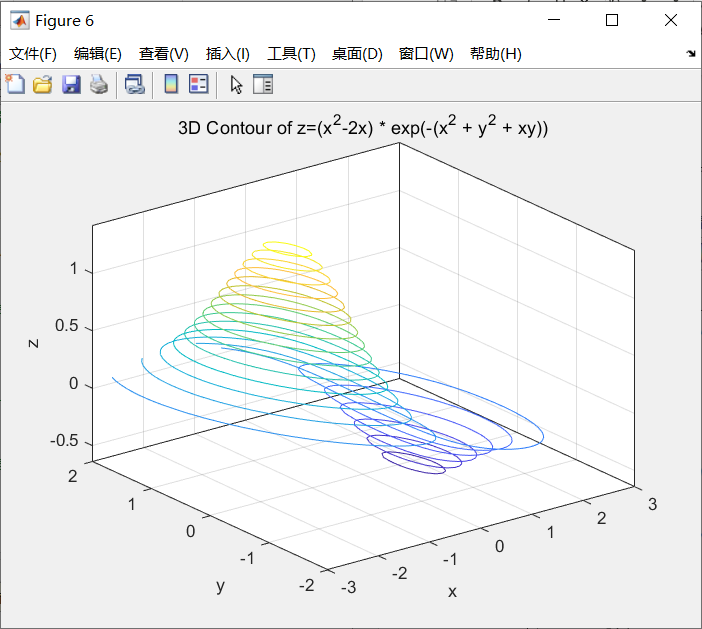 Figure 6
文件(F) 编辑(E) 查看(V) 插入(I) 工具(T) 桌面(D) 窗口(W) 帮助(H)
3D Contour of z=(x²-2x) * exp(-(x² + y² + xy))
1
0.5
z
0
-0.5
2
1
0
-1
-2
y
-3
-2
-1
0
1
2
3
x